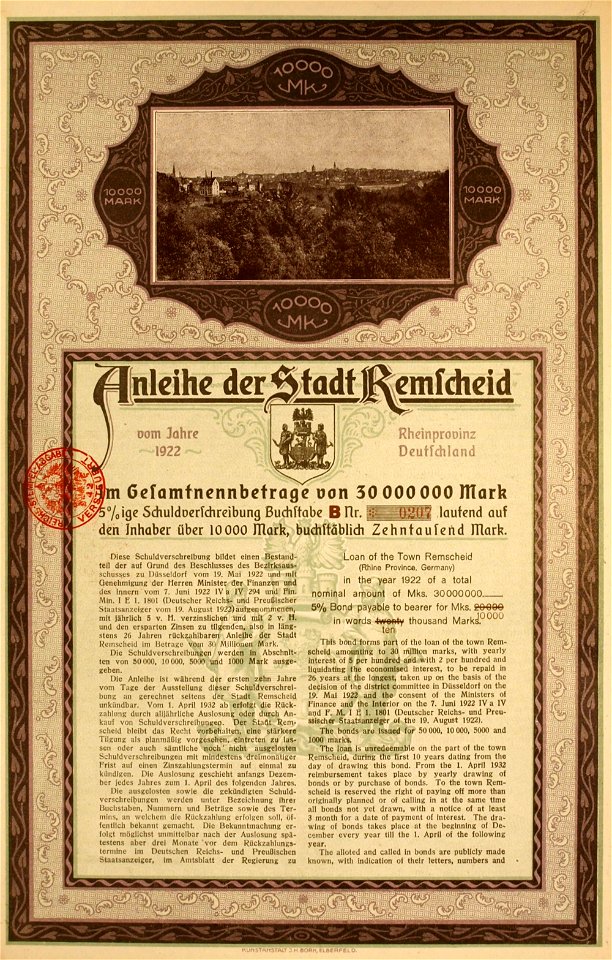 10000
MK
10000
MARK
10000
MARK
10000
MK
Anleihe der Stadt Remſcheid
vom Jahre
1922
Rheinprovinz
Deutſchland
Im Geſamtnennbetrage von 30 000 000 Mark
5%ige Schuldverſchreibung Buchſtabe B Nr. 0207 lautend auf
den Inhaber über 10 000 Mark, buchſtäblich Zehntauſend Mark.
Diese Schuldverschreibung bildet einen Bestand-
teil der auf Grund des Beschlusses des Bezirksaus-
schusses zu Düsseldorf vom 19. Mai 1922 und mit
Genehmigung der Herren Minister der Finanzen und
des Innern vom 7. Juni 1922 IV a IV 294 und Fin.
Min. I E 1. 1801 (Deutscher Reichs- und Preußischer
Staatsanzeiger vom 19. August 1922) aufgenommenen,
mit jährlich 5 v. H. verzinslichen und mit 2 v. H.
und den ersparten Zinsen zu tilgenden, also in läng-
stens 26 Jahren rückzahlbaren Anleihe der Stadt
Remscheid im Betrage von 30 Millionen Mark.
Die Schuldverschreibungen werden in Abschnit-
ten von 50 000, 10 000, 5000 und 1000 Mark ausge-
geben.
Die Anleihe ist während der ersten zehn Jahre
vom Tage der Ausstellung dieser Schuldverschrei-
bung an gerechnet seitens der Stadt Remscheid
unkündbar. Vom 1. April 1932 ab erfolgt die Rück-
zahlung durch alljährliche Auslosung oder den An-
kauf von Schuldverschreibungen. Der Stadt Rem-
scheid bleibt das Recht vorbehalten, eine stärkere
Tilgung als planmäßig vorgesehen, eintreten zu las-
sen oder auch sämtliche noch nicht ausgelosten
Schuldverschreibungen mit mindestens dreimonatiger
Frist auf einen Zinszahlungstermin auf einmal zu
kündigen. Die Auslosung geschieht anfangs Dezem-
ber jedes Jahres zum 1. April des folgenden Jahres.
Die ausgelosten sowie die gekündigten Schuld-
verschreibungen werden unter Bezeichnung ihrer
Buchstaben, Nummern und Beträge sowie des Ter-
mins, an welchem die Rückzahlung erfolgen soll, öf-
fentlich bekannt gemacht. Die Bekanntmachung er-
folgt möglichst unmittelbar nach der Auslosung spä-
testens aber drei Monate vor dem Rückzahlungs-
termine im Deutschen Reichs- und Preußischen
Staatsanzeiger, im Amtsblatt der Regierung zu
Loan of the Town Remscheid
(Rhine Province, Germany)
in the year 1922 of a total
nominal amount of Mks. 30000000
5% Bond payable to bearer for Mks. 20 000
10 000
in words twenty thousand Marks.
ten
This bond forms part of the loan of the town Rem-
scheid amounting to 30 million marks, with yearly
interest of 5 per hundred and with 2 per hundred and
liquidating the economised interest, to be repaid in
26 years at the longest, taken up on the basis of the
decision of the district committee in Düsseldorf on the
19. Mai 1922 and the consent of the Ministers of
Finance and the Interior on the 7. Juni 1922 IV a IV
and F. M. I E 1. 1801 (Deutscher Reichs- und Preus-
sischer Staatsanzeiger of the 19. August 1922).
The bonds are issued for 50 000, 10 000, 5000 and
1000 marks.
The loan is unredeemable on the part of the town
Remscheid, during the first 10 years dating from the
day of drawing this bond. From the 1. April 1932
reimbursement takes place by yearly drawing of
bonds or by purchase of bonds. To the town Rem-
scheid is reserved the right of paying off more than
originally planned or of calling in at the same time
all bonds not yet drawn, with a notice of at least
3 month for a date of payment of interest. The dra-
wing of bonds takes place at the beginning of De-
cember every year till the 1. April of the following
year.
The alloted and called in bonds are publicly made
known, with indication of their letters, numbers and
KUNSTANSTALT J.H. BORN, ELBERFELD.